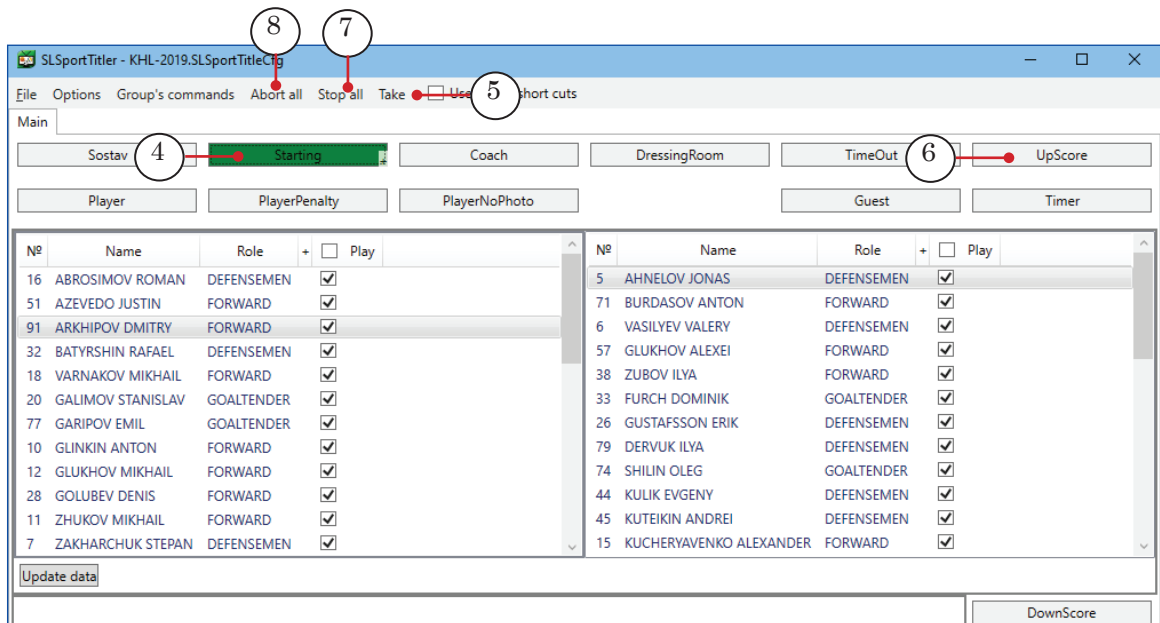 8 7
SLSportTitler - KHL-2019.SLSportTitleCfg
File Options Group's commands Abort all Stop all Take 5 Use short cuts
Main
Sostav 4 Starting Coach DressingRoom TimeOut 6 UpScore
Player PlayerPenalty PlayerNoPhoto Guest Timer
№ Name Role + Play № Name Role + Play
16 ABROSIMOV ROMAN DEFENSEMEN 5 AHNELOV JONAS DEFENSEMEN
51 AZEVEDO JUSTIN FORWARD 71 BURDASOV ANTON FORWARD
91 ARKHIPOV DMITRY FORWARD 6 VASILYEV VALERY DEFENSEMEN
32 BATYRSHIN RAFAEL DEFENSEMEN 57 GLUKHOV ALEXEI FORWARD
18 VARNAKOV MIKHAIL FORWARD 38 ZUBOV ILYA FORWARD
20 GALIMOV STANISLAV GOALTENDER 33 FURCH DOMINIK GOALTENDER
77 GARIPOV EMIL GOALTENDER 26 GUSTAFSSON ERIK DEFENSEMEN
10 GLINKIN ANTON FORWARD 79 DERVUK ILYA DEFENSEMEN
12 GLUKHOV MIKHAIL FORWARD 74 SHILIN OLEG GOALTENDER
28 GOLUBEV DENIS FORWARD 44 KULIK EVGENY DEFENSEMEN
11 ZHUKOV MIKHAIL FORWARD 45 KUTEIKIN ANDREI DEFENSEMEN
7 ZAKHARCHUK STEPAN DEFENSEMEN 15 KUCHERYAVENKO ALEXANDER FORWARD
Update data
DownScore